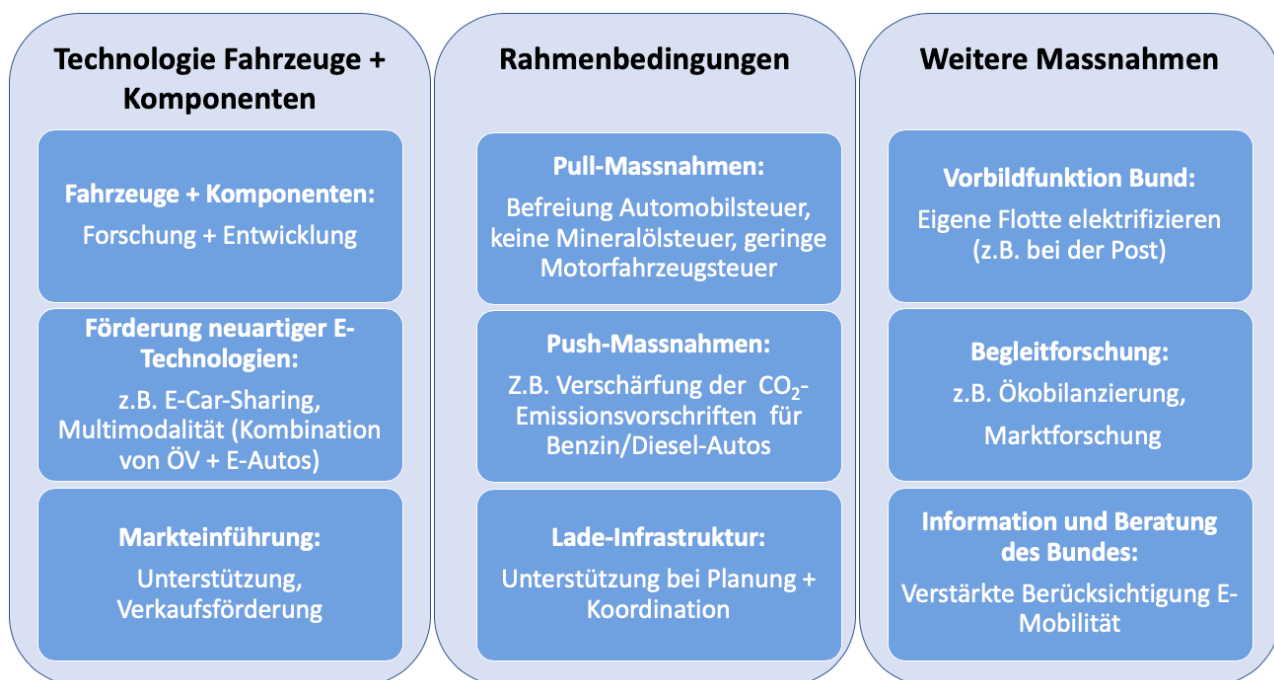 Technologie Fahrzeuge +
Komponenten
Fahrzeuge + Komponenten:
Forschung + Entwicklung
Förderung neuartiger E-
Technologien:
z.B. E-Car-Sharing,
Multimodalität (Kombination
von ÖV + E-Autos)
Markteinführung:
Unterstützung,
Verkaufsförderung
Rahmenbedingungen
Pull-Massnahmen:
Befreiung Automobilsteuer,
keine Mineralölsteuer, geringe
Motorfahrzeugsteuer
Push-Massnahmen:
Z.B. Verschärfung der CO₂-
Emissionsvorschriften für
Benzin/Diesel-Autos
Lade-Infrastruktur:
Unterstützung bei Planung +
Koordination
Weitere Massnahmen
Vorbildfunktion Bund:
Eigene Flotte elektrifizieren
(z.B. bei der Post)
Begleitforschung:
z.B. Ökobilanzierung,
Marktforschung
Information und Beratung
des Bundes:
Verstärkte Berücksichtigung E-
Mobilität